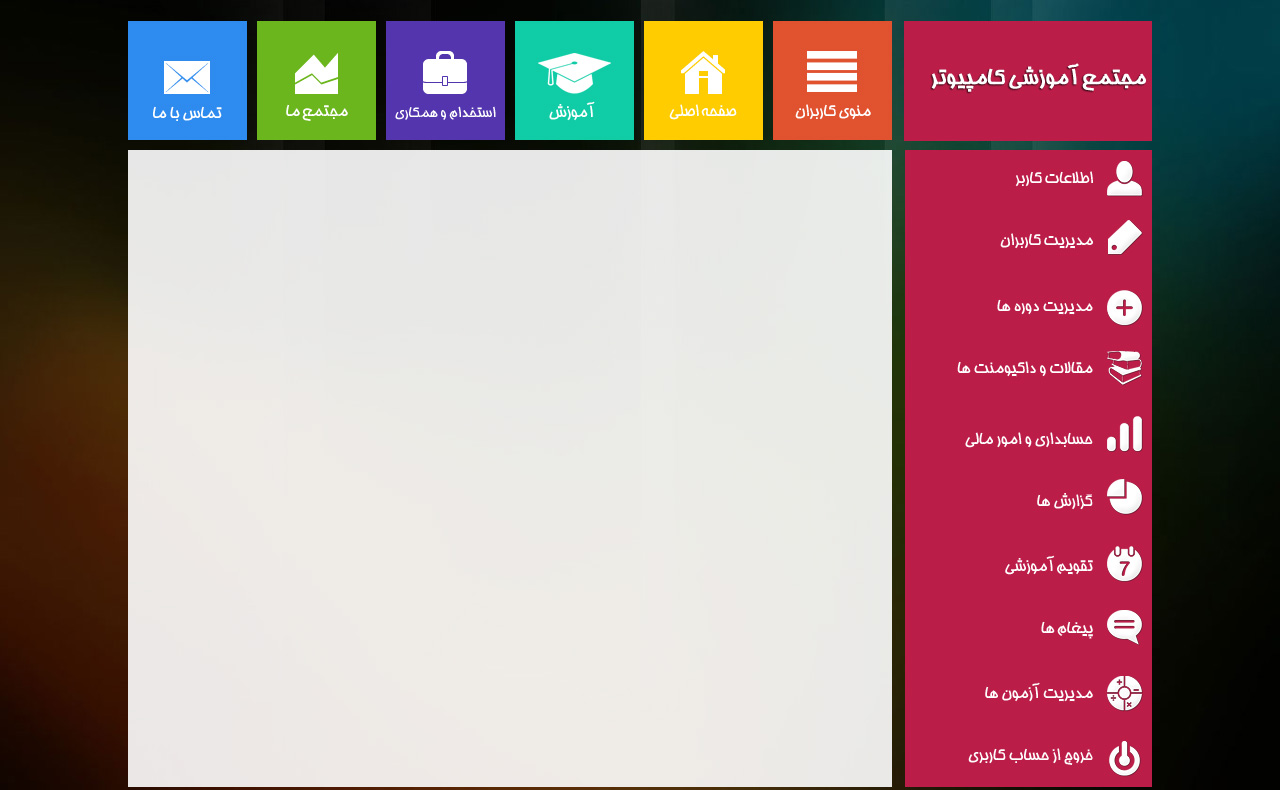 مجتمع آموزشی کامپیوتر
منوی کاربران
صفحه اصلی
آموزش
استخدام و همکاری
مجتمع ما
تماس با ما
اطلاعات کاربر
مدیریت کاربران
مدیریت دوره ها
مقالات و داکیومنت ها
حسابداری و امور مالی
گزارش ها
7
تقویم آموزشی
پیغام ها
مدیریت آزمون ها
خروج از حساب کاربری